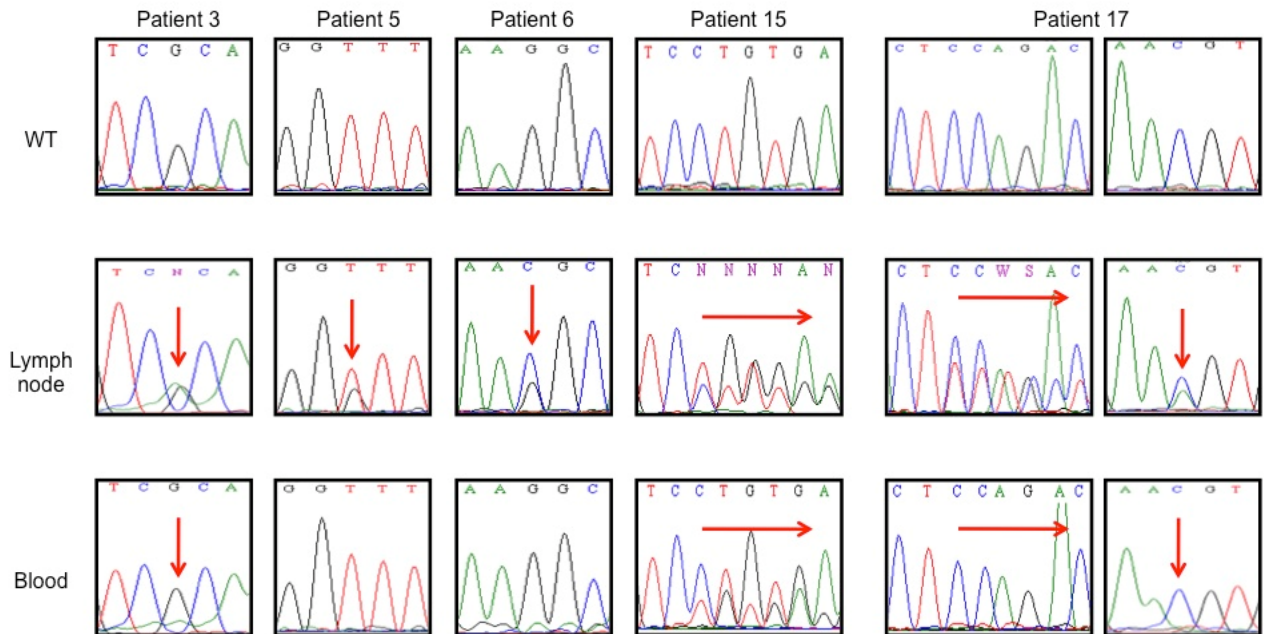 Patient 3 Patient 5 Patient 6 Patient 15 Patient 17
WT
T C G C A
G G T T T
A A G G C
T C C T G T G A
C T C C A G A C
A A C G T
Lymph node
T C N C A
G G T T T
A A C G C
T C N N N N A N
C T C C W S A C
A A C G T
Blood
T C G C A
G G T T T
A A G G C
T C C T G T G A
C T C C A G A C
A A C G T